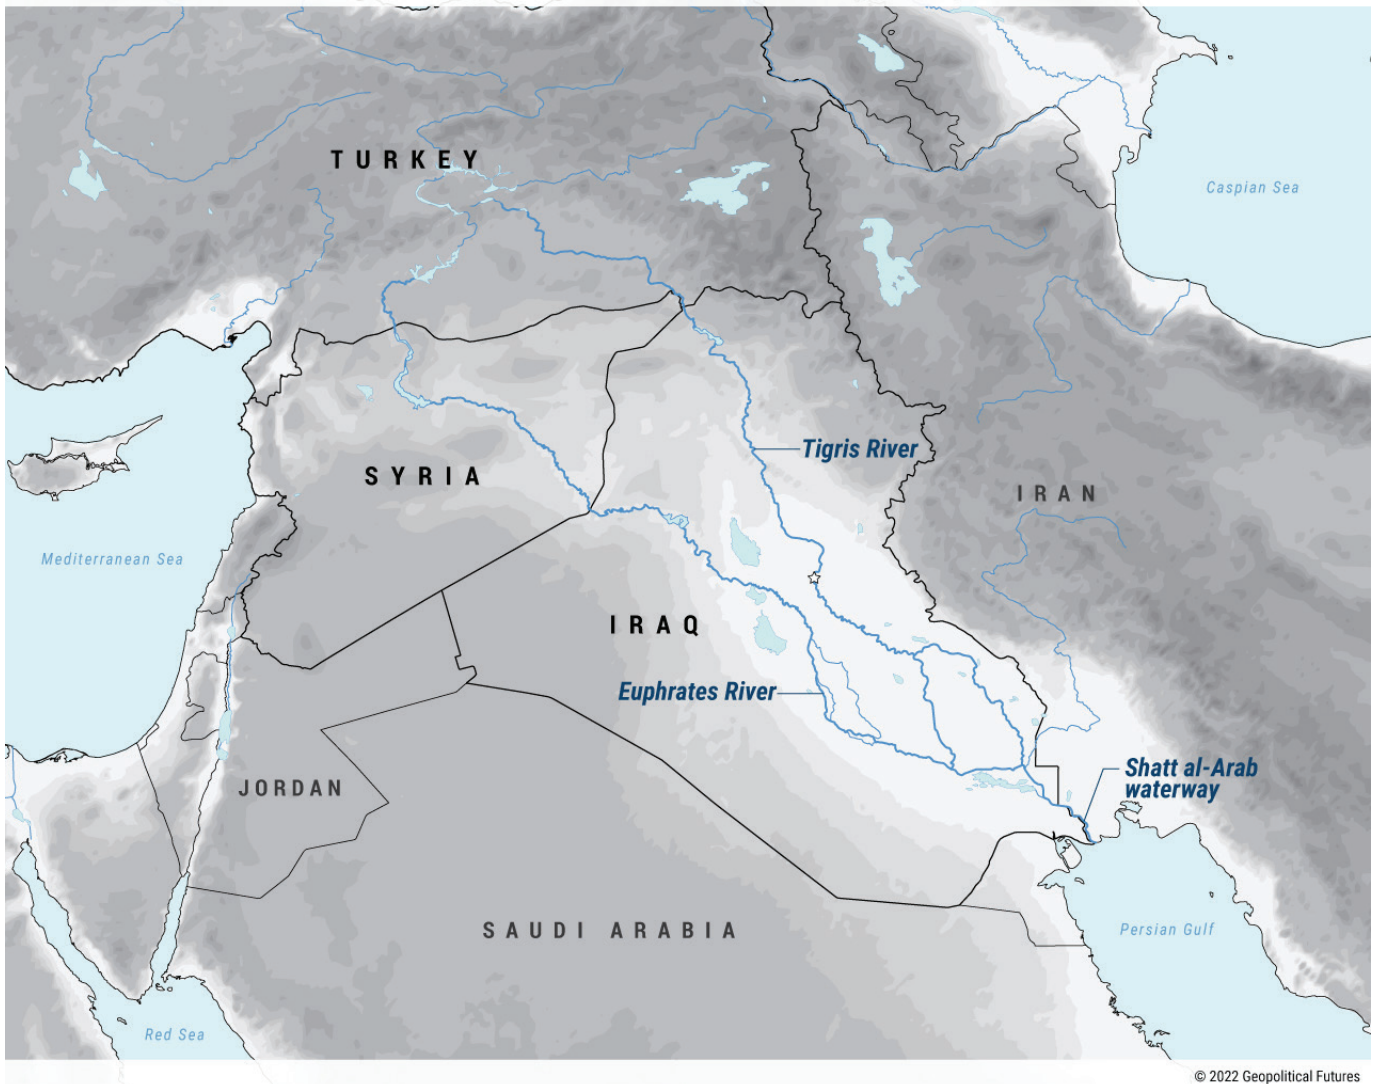 TURKEY
Caspian Sea
Tigris River
SYRIA
IRAN
Mediterranean Sea
IRAQ
Euphrates River
Shatt al-Arab
waterway
JORDAN
SAUDI ARABIA
Persian Gulf
Red Sea
© 2022 Geopolitical Futures